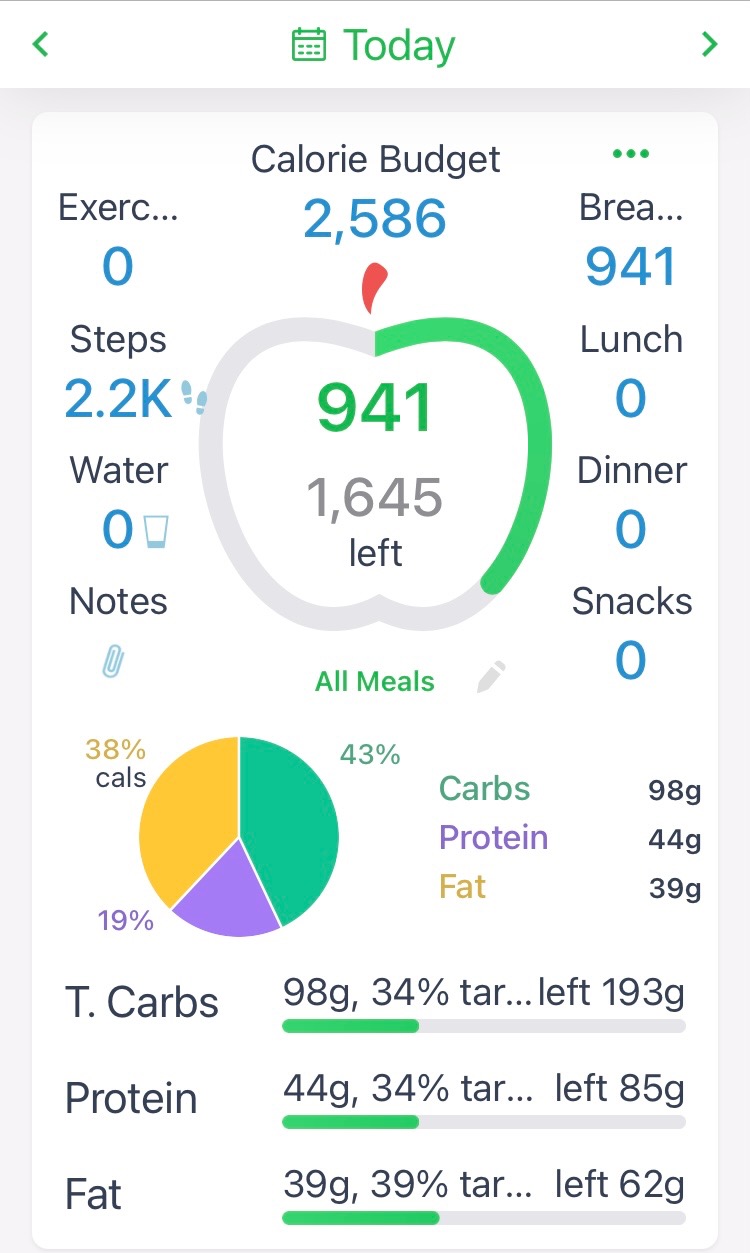 Today
Calorie Budget
2,586
Exerc...
0
Brea...
941
Steps
2.2K
Lunch
0
941
1,645
left
Water
0
Dinner
0
Notes
Snacks
0
All Meals
38%
cals
43%
19%
Carbs 98g
Protein 44g
Fat 39g
T. Carbs 98g, 34% tar... left 193g
Protein 44g, 34% tar... left 85g
Fat 39g, 39% tar... left 62g